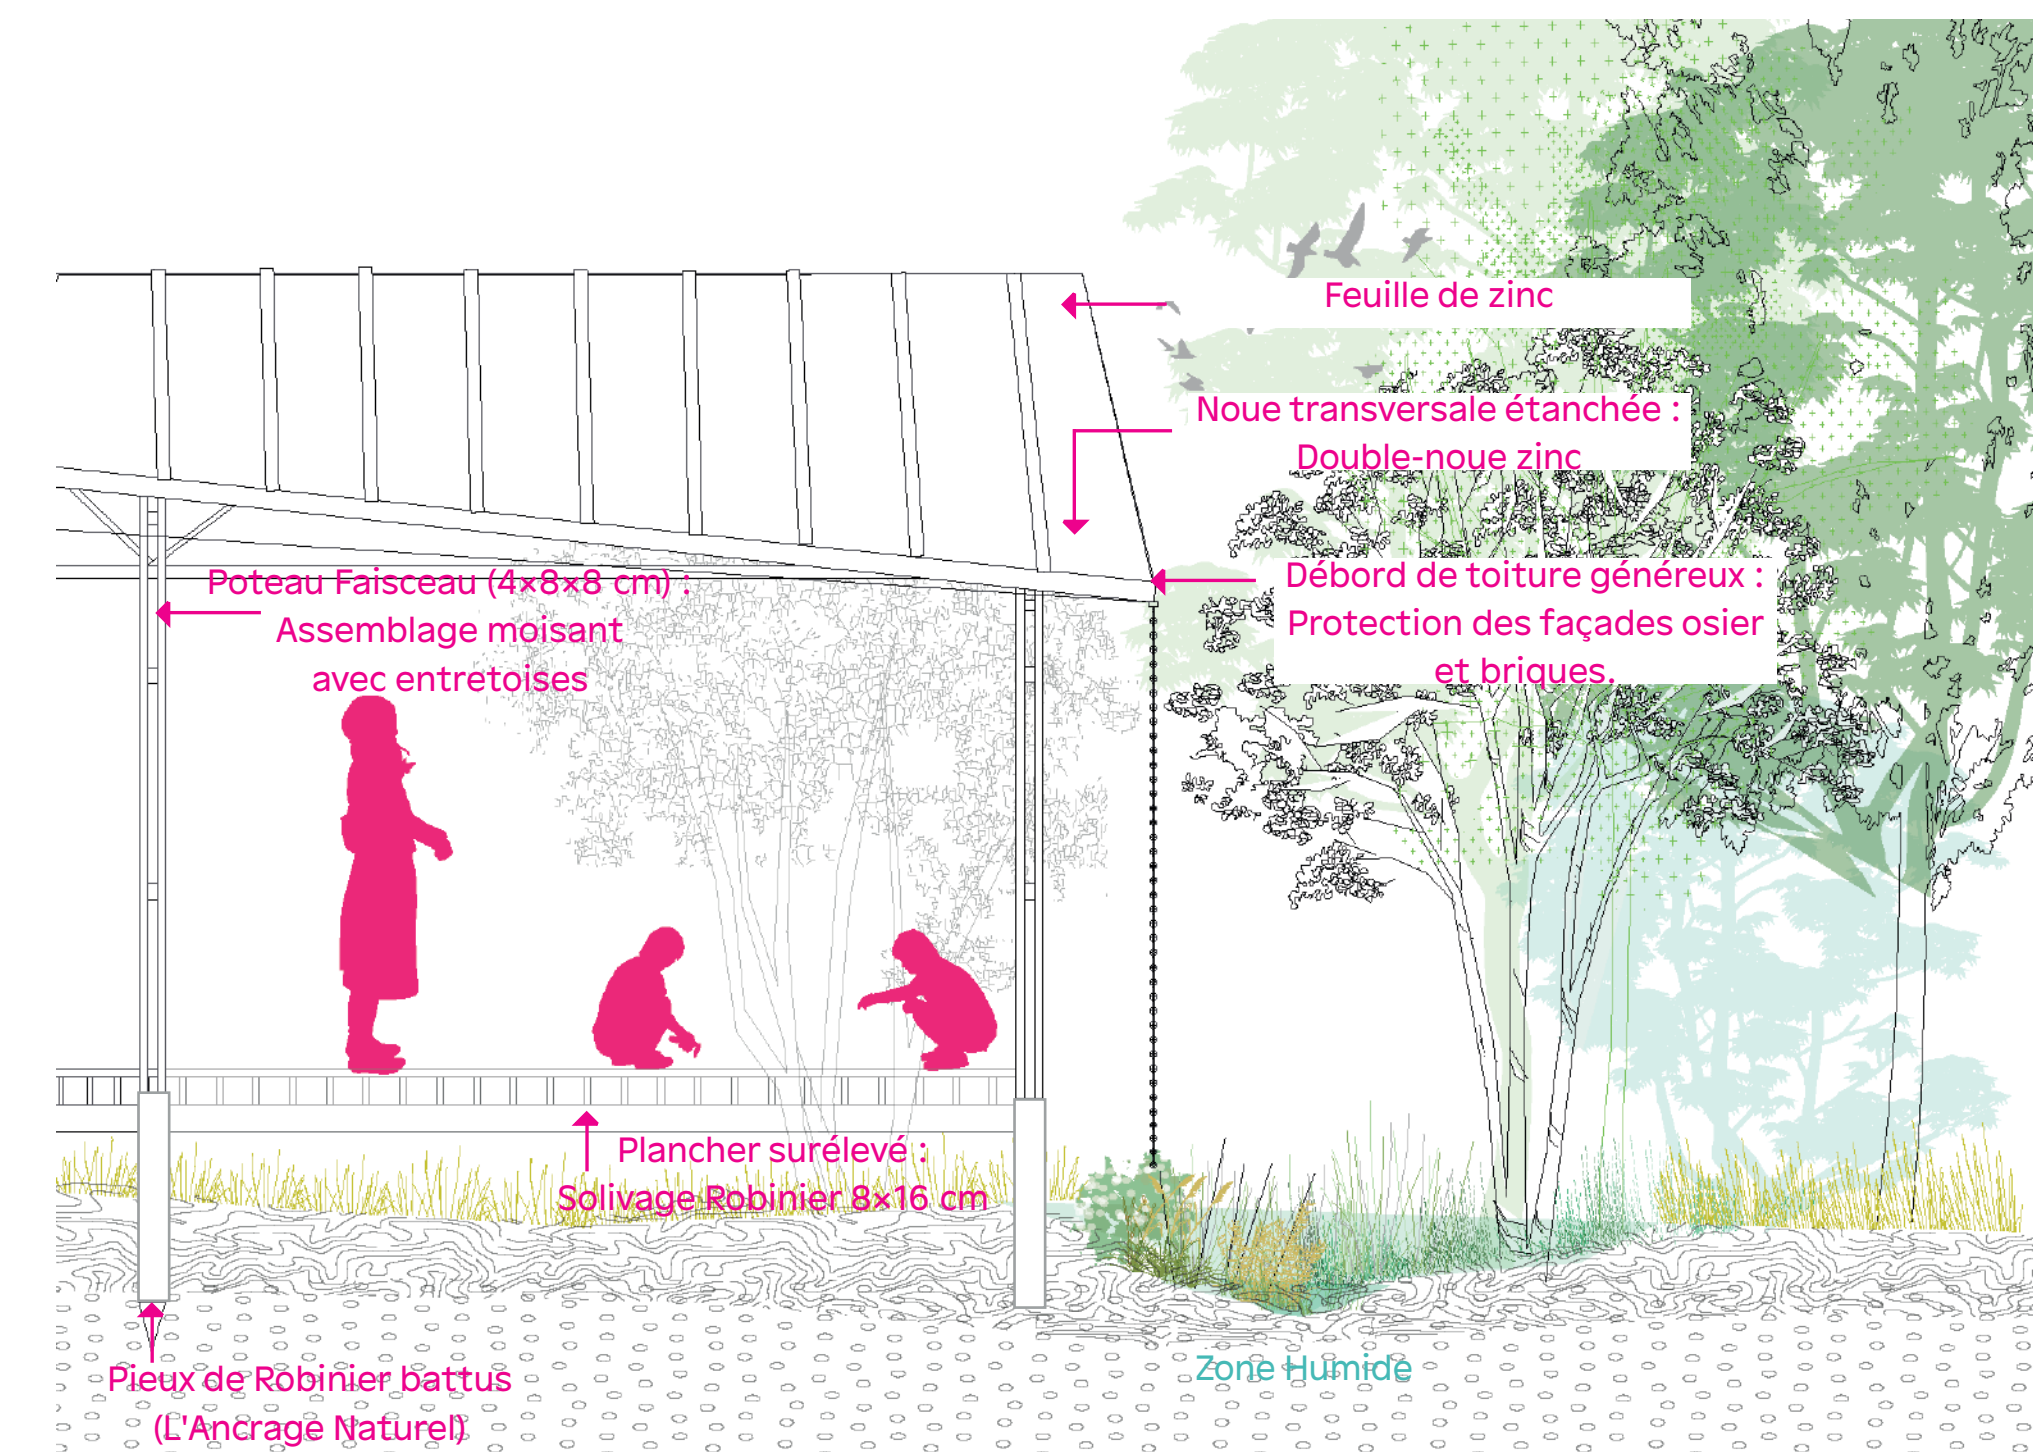 Feuille de zinc
Noue transversale étanchée :
Double-noue zinc
Débord de toiture généreux :
Protection des façades osier
et briques.
Poteau Faisceau (4×8×8 cm) :
Assemblage moisant
avec entretoises
Plancher surélevé :
Solivage Robinier 8×16 cm
Zone Humide
Pieux de Robinier battus
(L'Ancrage Naturel)